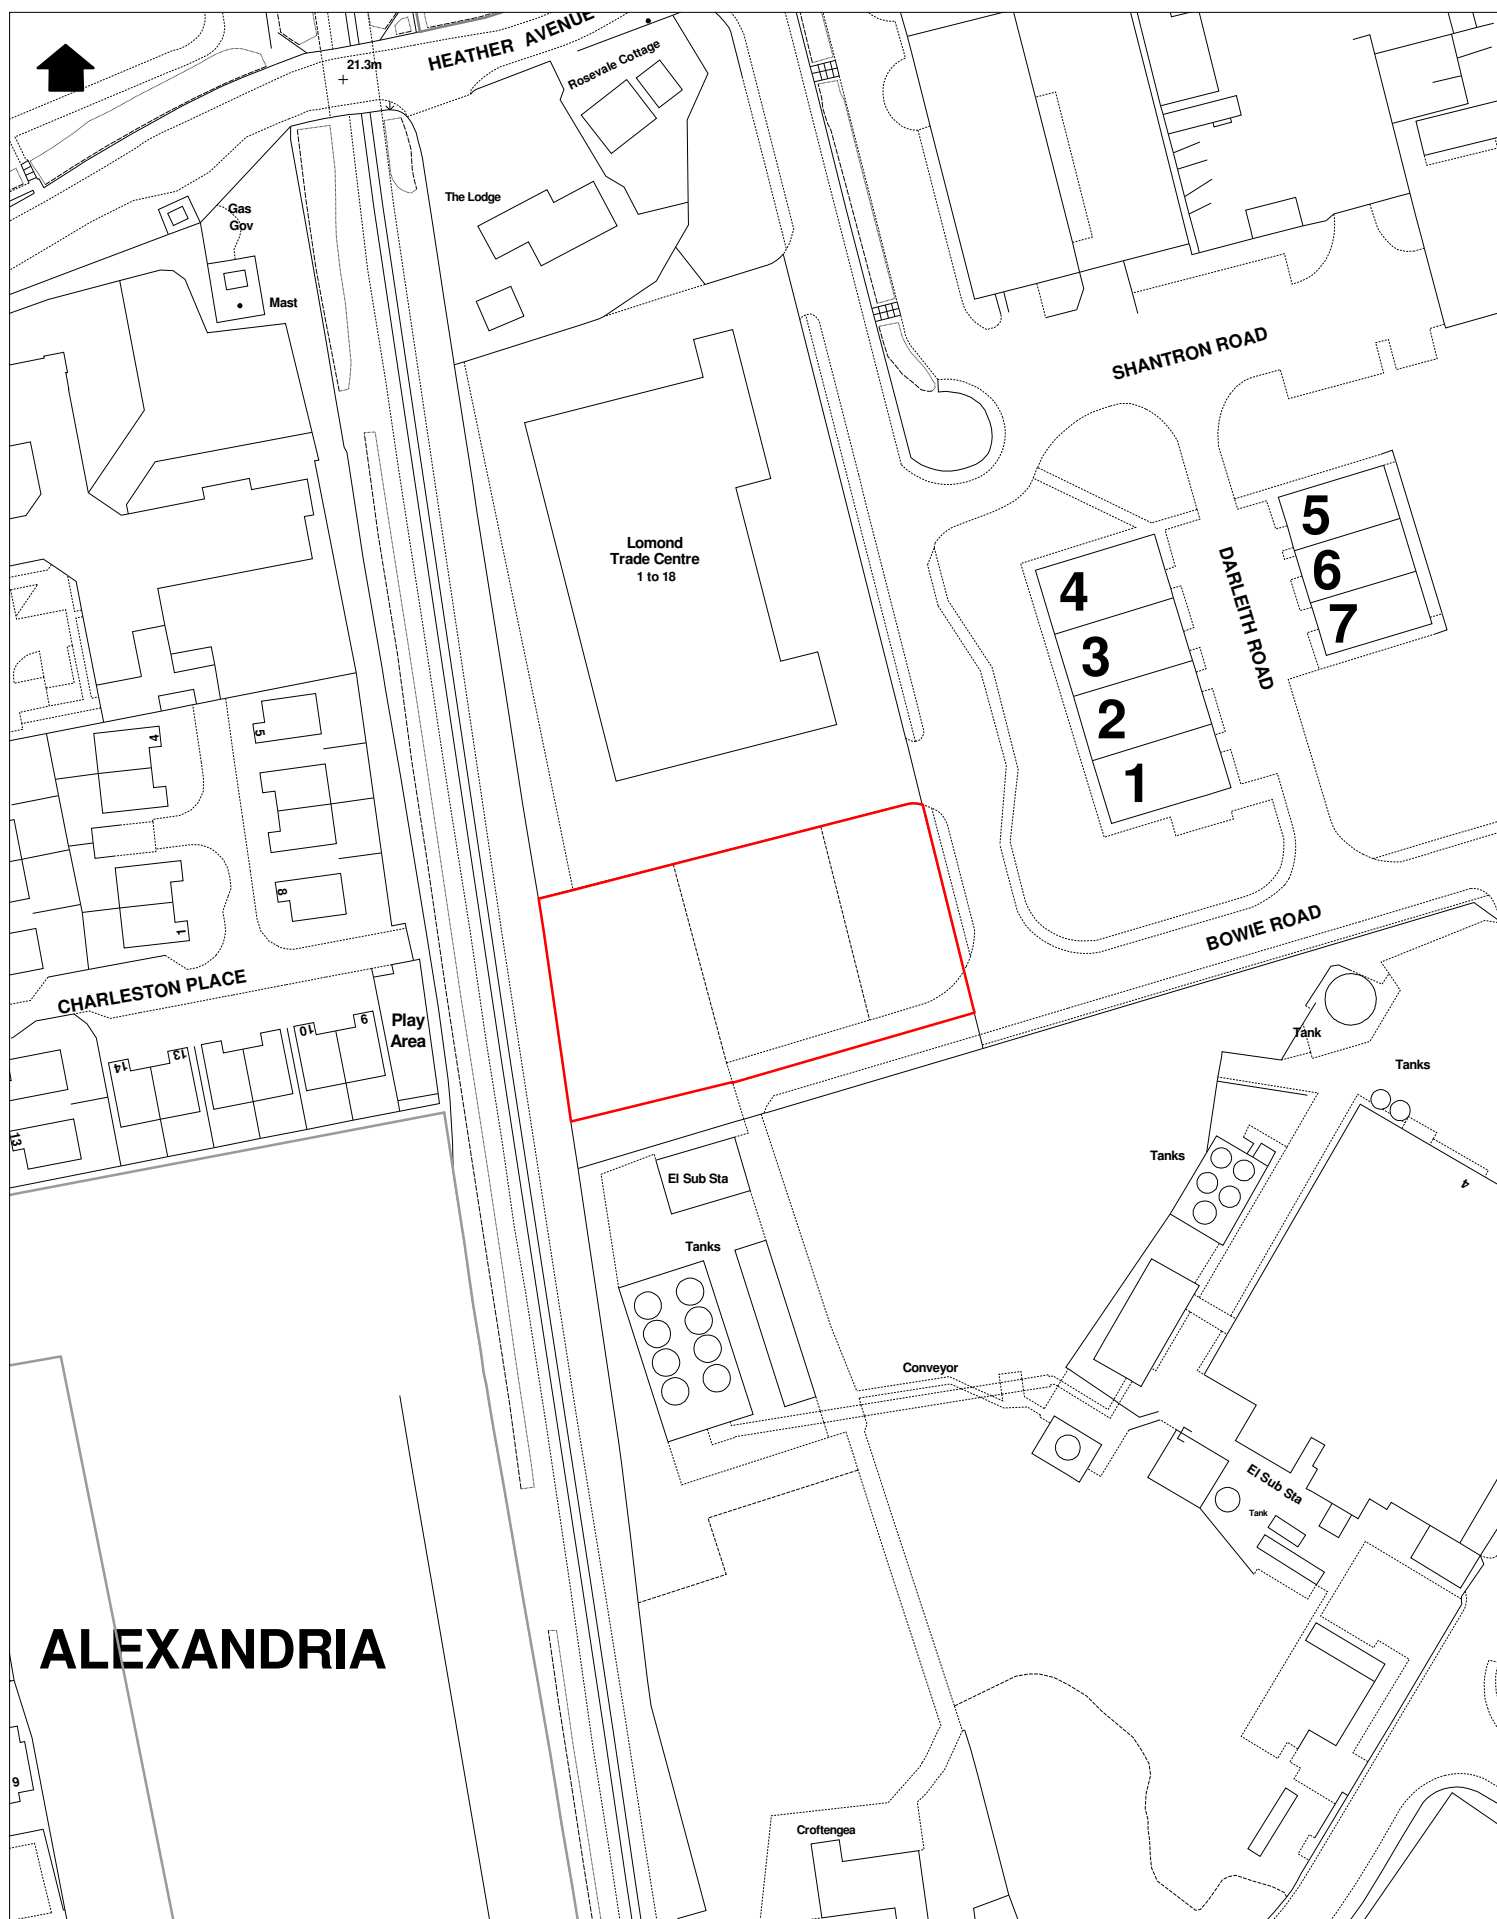 HEATHER AVENUE
21.3m
Rosevale Cottage
The Lodge
Gas
Gov
Mast
SHANTRON ROAD
Lomond
Trade Centre
1 to 18
5
6
7
4
3
2
1
DARLEITH ROAD
4
5
8
1
BOWIE ROAD
CHARLESTON PLACE
Play
Area
9
10
13
14
13
Tank
Tanks
Tanks
4
El Sub Sta
Tanks
Conveyor
El Sub Sta
Tank
ALEXANDRIA
9
Croftengea